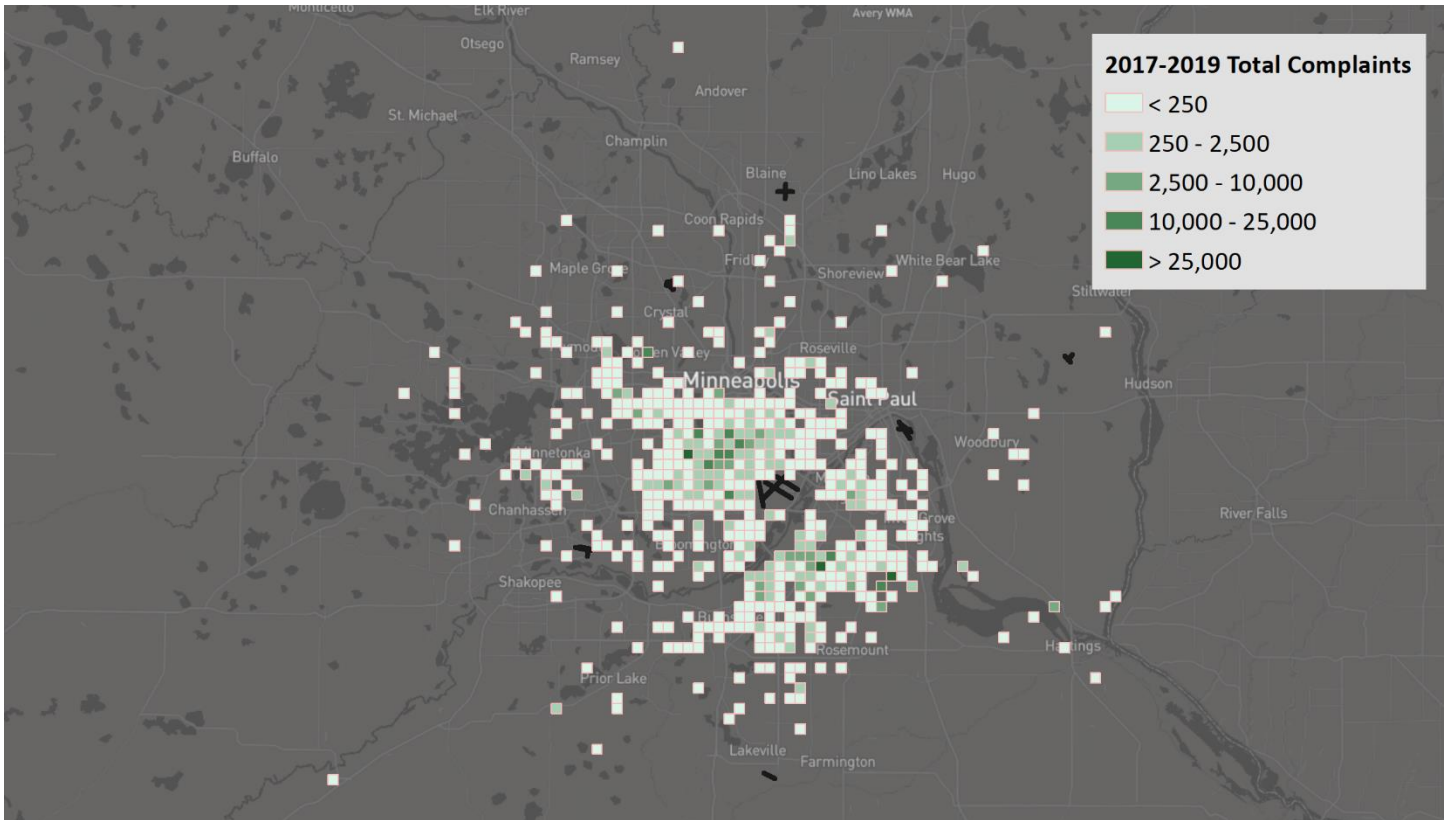 Monticello
Elk River
Avery WMA
Otsego
Ramsey
Andover
St. Michael
Champlin
Buffalo
Blaine
Lino Lakes
Hugo
Coon Rapids
Fridley
Maple Grove
Shoreview
White Bear Lake
Stillwater
Crystal
Roseville
Minneapolis
Hudson
Saint Paul
Woodbury
Chanhassen
River Falls
Bloomington
Shakopee
Rosemount
Hastings
Prior Lake
Lakeville
Farmington
2017-2019 Total Complaints
< 250
250 - 2,500
2,500 - 10,000
10,000 - 25,000
> 25,000